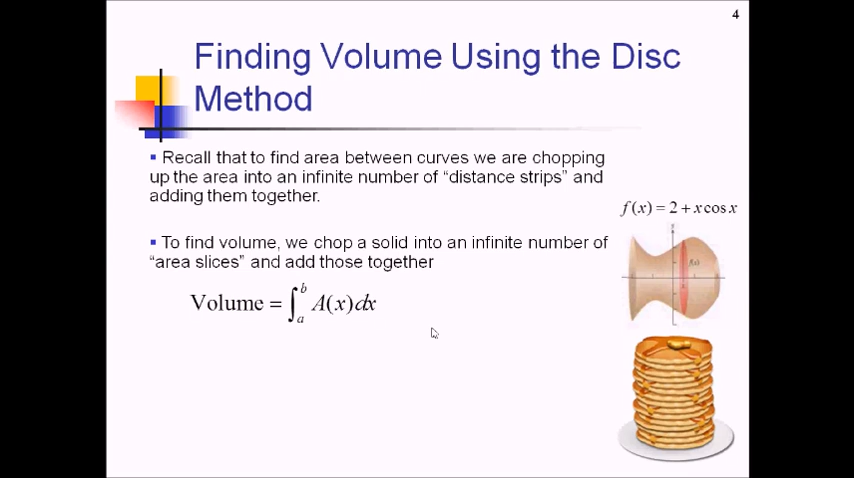 4
Finding Volume Using the Disc
Method
▪ Recall that to find area between curves we are chopping
up the area into an infinite number of “distance strips” and
adding them together.
f(x) = 2 + x cos x
▪ To find volume, we chop a solid into an infinite number of
“area slices” and add those together
Volume = ∫_a^b A(x)dx